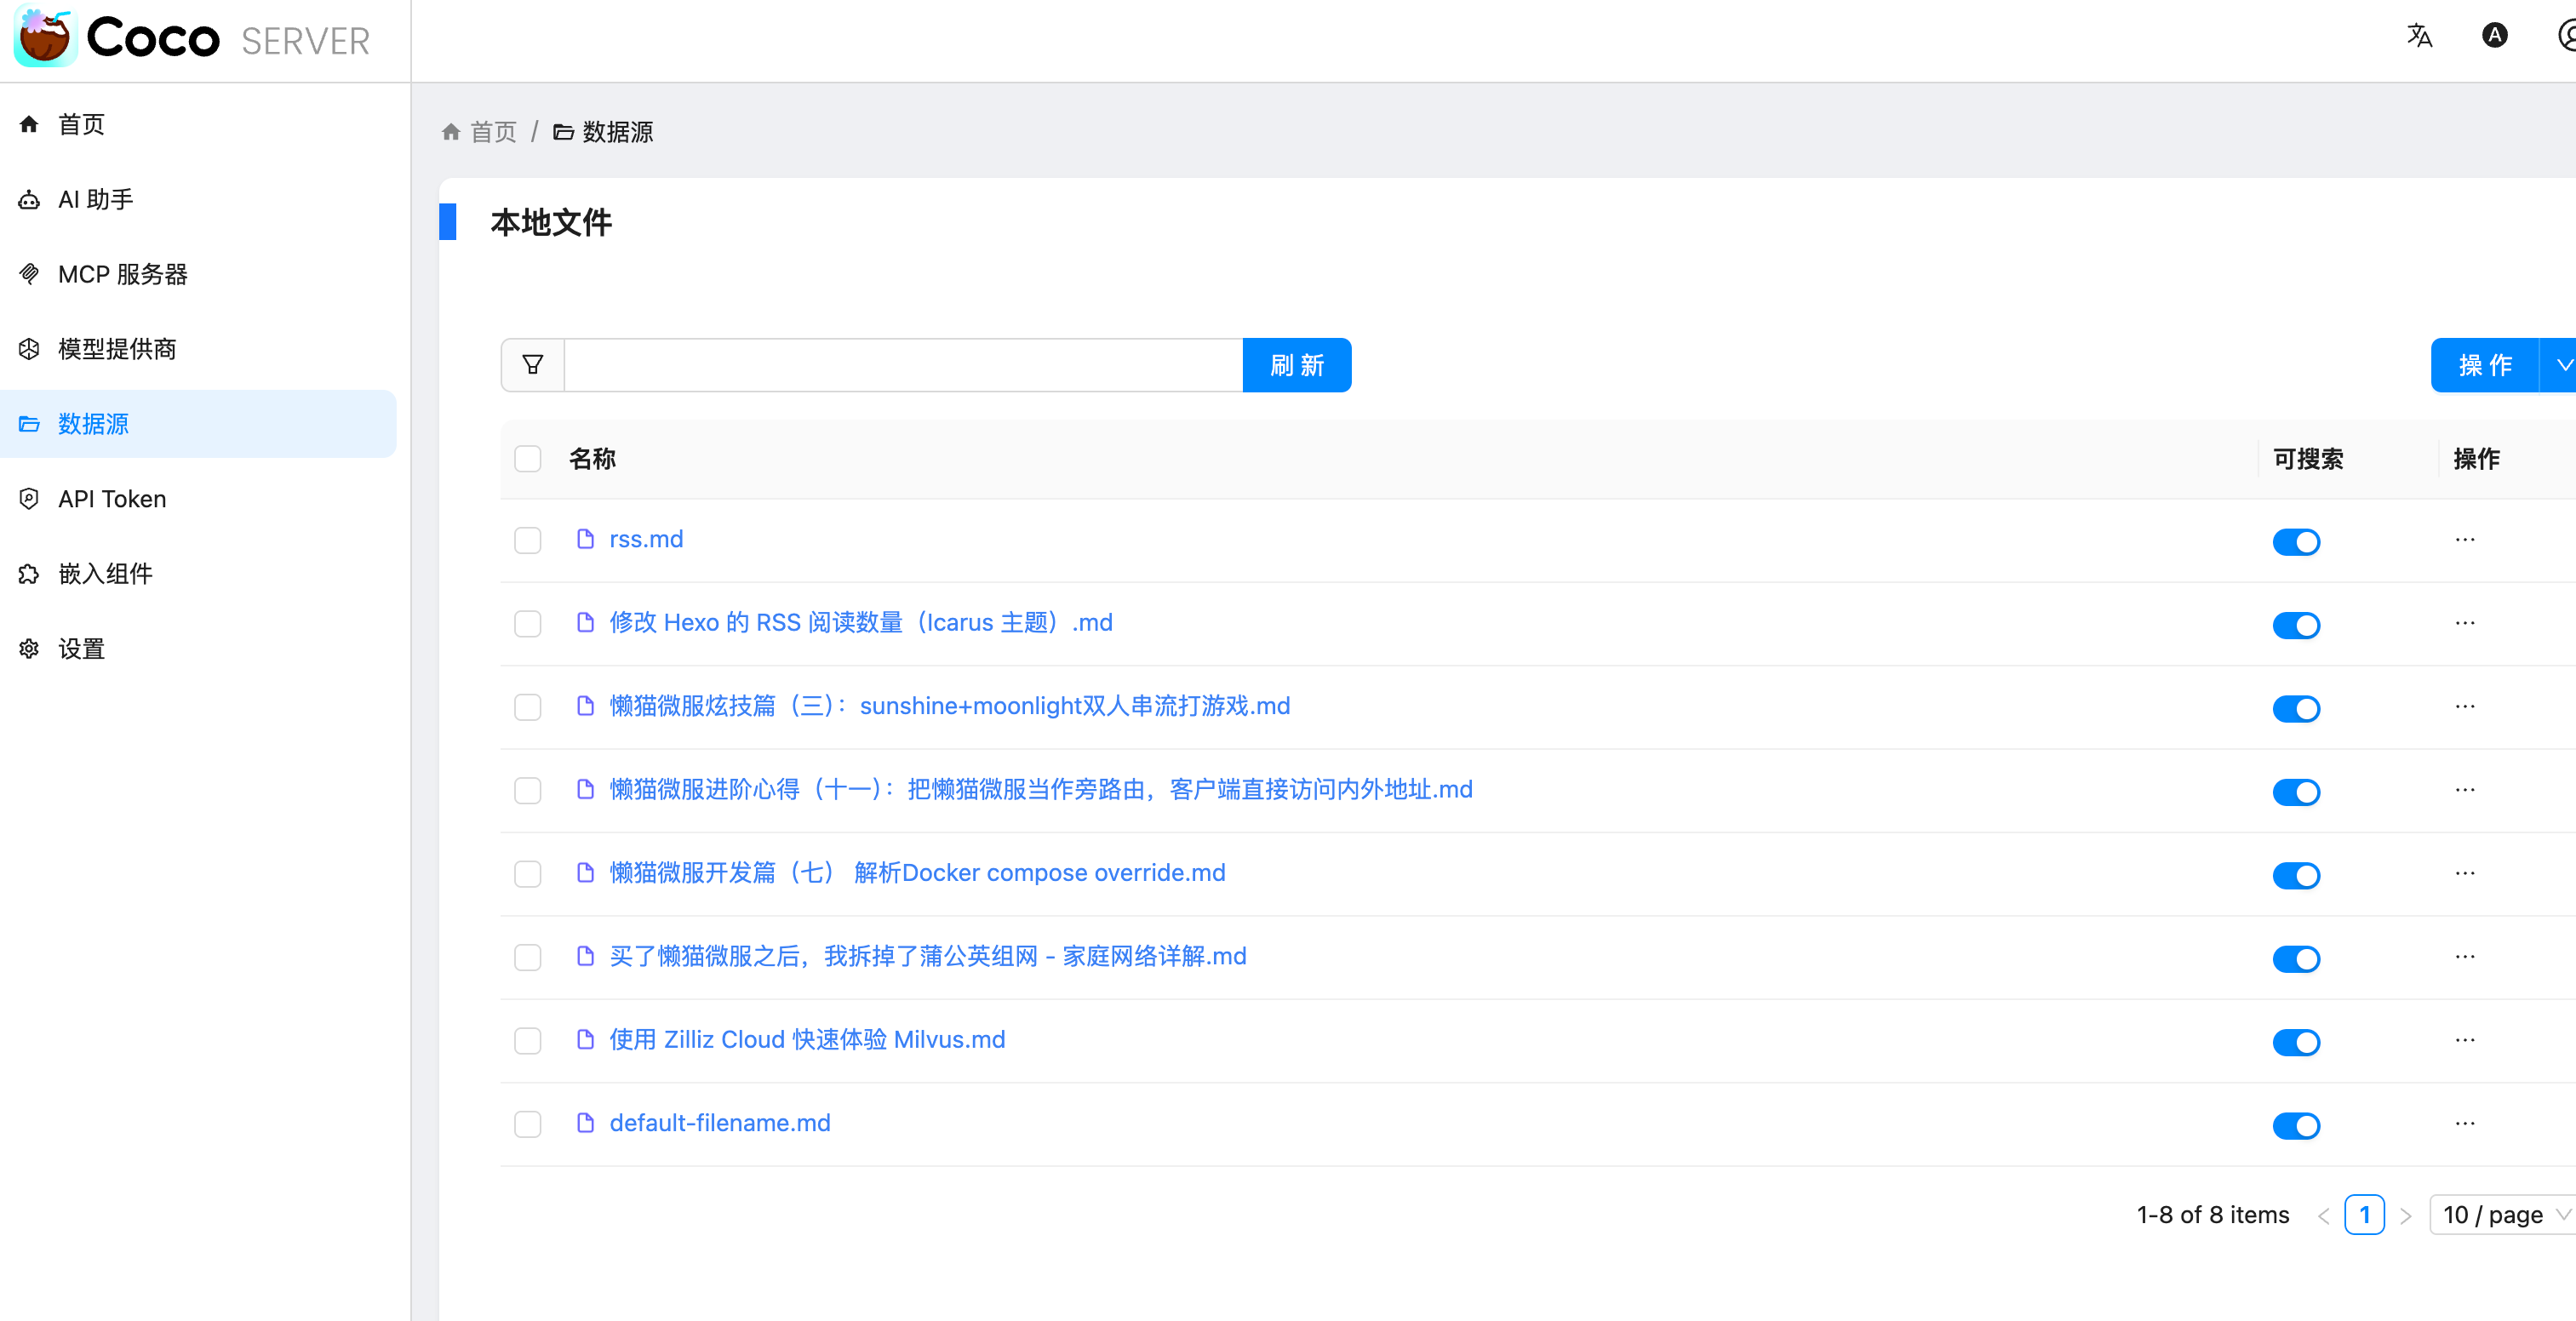 Coco SERVER
A
首页
AI 助手
MCP 服务器
模型提供商
数据源
API Token
嵌入组件
设置
首页 / 数据源
本地文件
刷 新
操 作
名称 可搜索 操作
rss.md
修改 Hexo 的 RSS 阅读数量（Icarus 主题）.md
懒猫微服炫技篇（三）：sunshine+moonlight双人串流打游戏.md
懒猫微服进阶心得（十一）：把懒猫微服当作旁路由，客户端直接访问内外地址.md
懒猫微服开发篇（七） 解析Docker compose override.md
买了懒猫微服之后，我拆掉了蒲公英组网 - 家庭网络详解.md
使用 Zilliz Cloud 快速体验 Milvus.md
default-filename.md
1-8 of 8 items < 1 > 10 / page